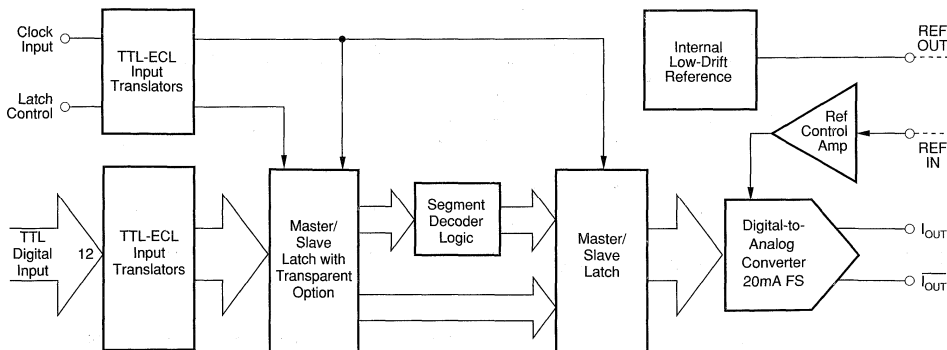 Clock
Input
Latch
Control
TTL-ECL
Input
Translators
Internal
Low-Drift
Reference
REF
OUT
Ref
Control
Amp
REF
IN
TTL
Digital
Input
12
TTL-ECL
Input
Translators
Master/
Slave
Latch with
Transparent
Option
Segment
Decoder
Logic
Master/
Slave
Latch
Digital-to-
Analog
Converter
20mA FS
IOUT
IOUT